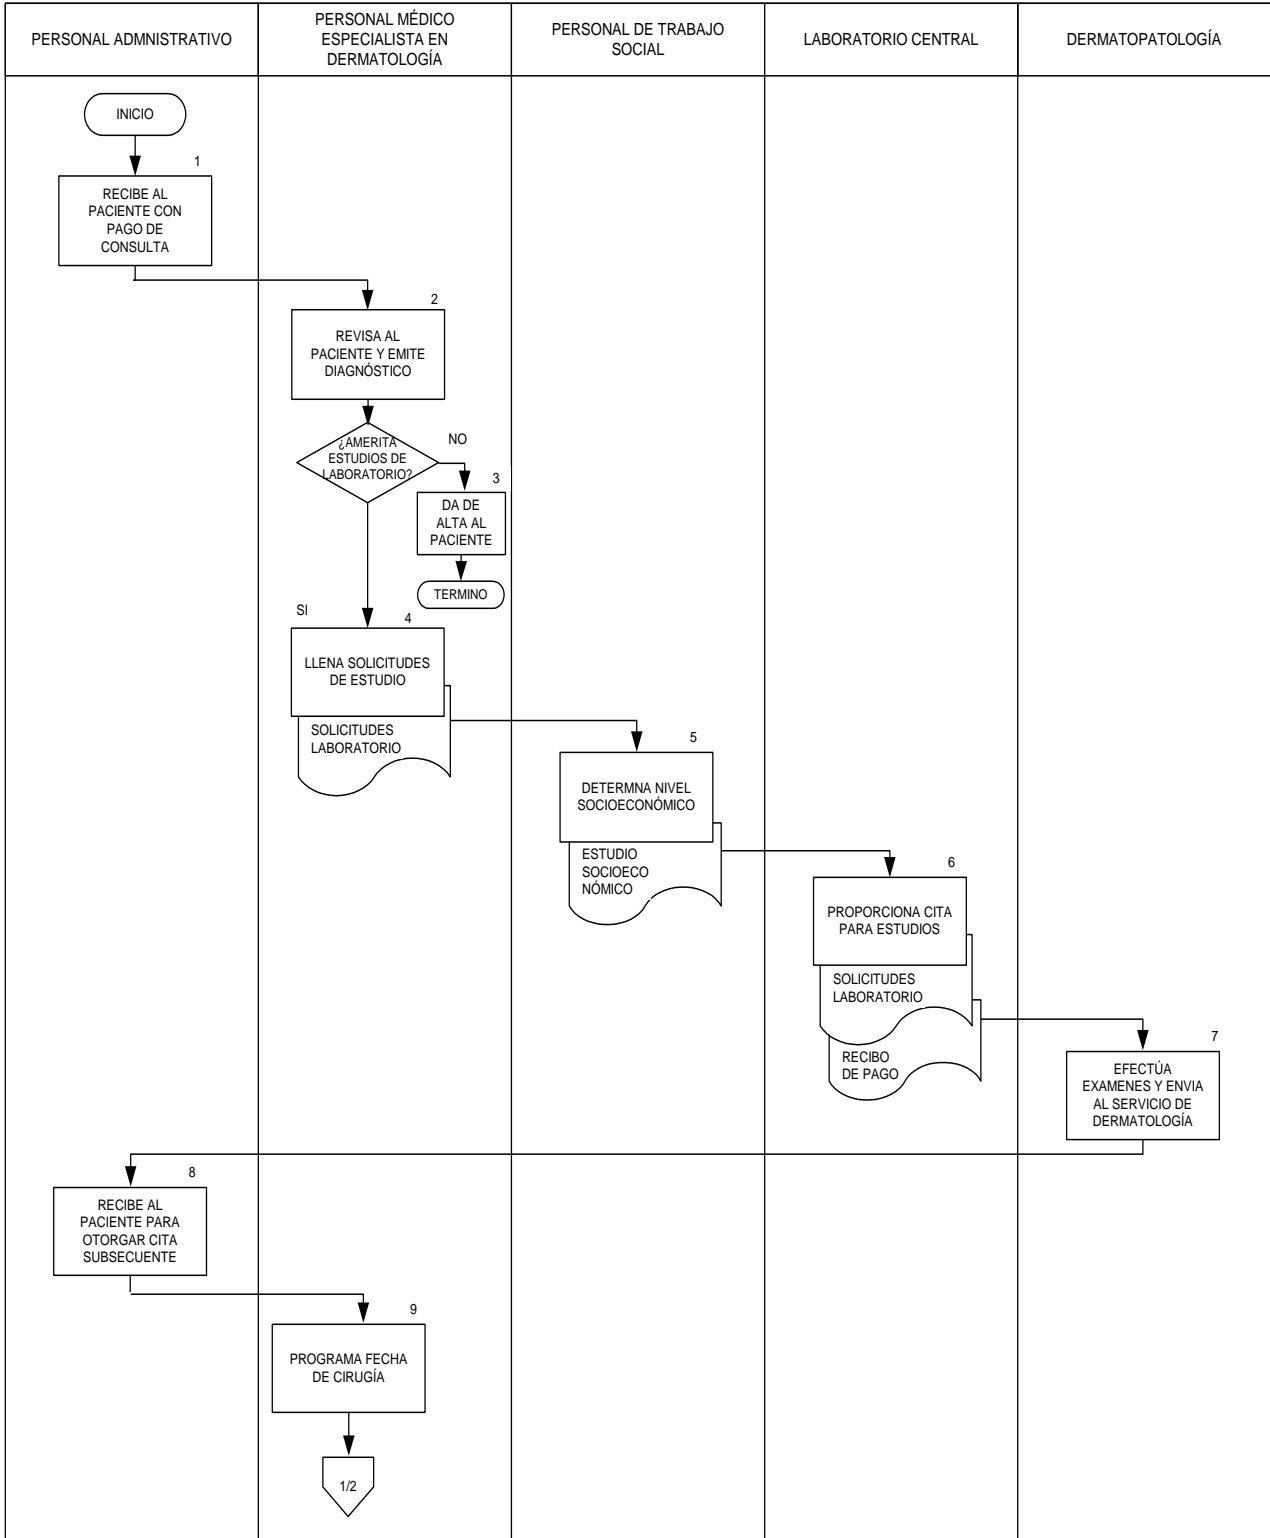 PERSONAL ADMNISTRATIVO
PERSONAL MÉDICO
ESPECIALISTA EN
DERMATOLOGÍA
PERSONAL DE TRABAJO
SOCIAL
LABORATORIO CENTRAL
DERMATOPATOLOGÍA
INICIO
1
RECIBE AL
PACIENTE CON
PAGO DE
CONSULTA
2
REVISA AL
PACIENTE Y EMITE
DIAGNÓSTICO
¿AMERITA
ESTUDIOS DE
LABORATORIO?
NO
3
DA DE
ALTA AL
PACIENTE
TERMINO
SI
4
LLENA SOLICITUDES
DE ESTUDIO
SOLICITUDES
LABORATORIO
5
DETERMNA NIVEL
SOCIOECONÓMICO
ESTUDIO
SOCIOECO
NÓMICO
6
PROPORCIONA CITA
PARA ESTUDIOS
SOLICITUDES
LABORATORIO
RECIBO
DE PAGO
7
EFECTÚA
EXAMENES Y ENVIA
AL SERVICIO DE
DERMATOLOGÍA
8
RECIBE AL
PACIENTE PARA
OTORGAR CITA
SUBSECUENTE
9
PROGRAMA FECHA
DE CIRUGÍA
1/2